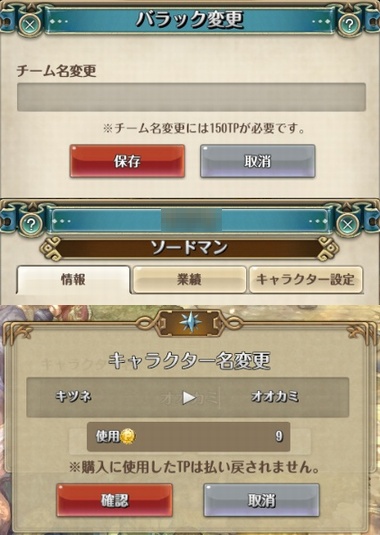 バラック変更
チーム名変更
※チーム名変更には150TPが必要です。
保存 取消
ソードマン
情報 業績 キャラクター設定
キャラクター名変更
キツネ オオカミ
使用 9
※購入に使用したTPは払い戻されません。
確認 取消